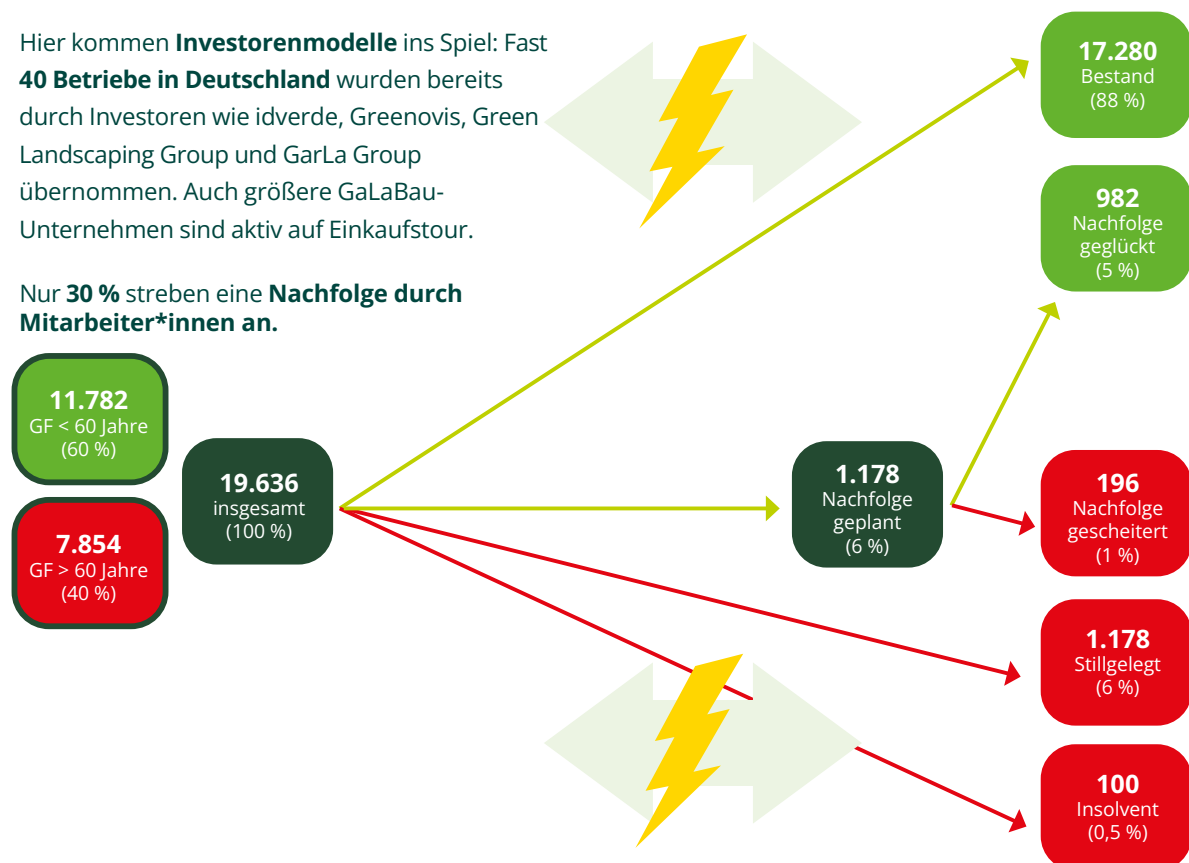 Hier kommen Investorenmodelle ins Spiel: Fast
40 Betriebe in Deutschland wurden bereits
durch Investoren wie idverde, Greenovis, Green
Landscaping Group und GarLa Group
übernommen. Auch größere GaLaBau-
Unternehmen sind aktiv auf Einkaufstour.
Nur 30 % streben eine Nachfolge durch
Mitarbeiter*innen an.
11.782
GF < 60 Jahre
(60 %)
7.854
GF > 60 Jahre
(40 %)
19.636
insgesamt
(100 %)
1.178
Nachfolge
geplant
(6 %)
17.280
Bestand
(88 %)
982
Nachfolge
geglückt
(5 %)
196
Nachfolge
gescheitert
(1 %)
1.178
Stillgelegt
(6 %)
100
Insolvent
(0,5 %)